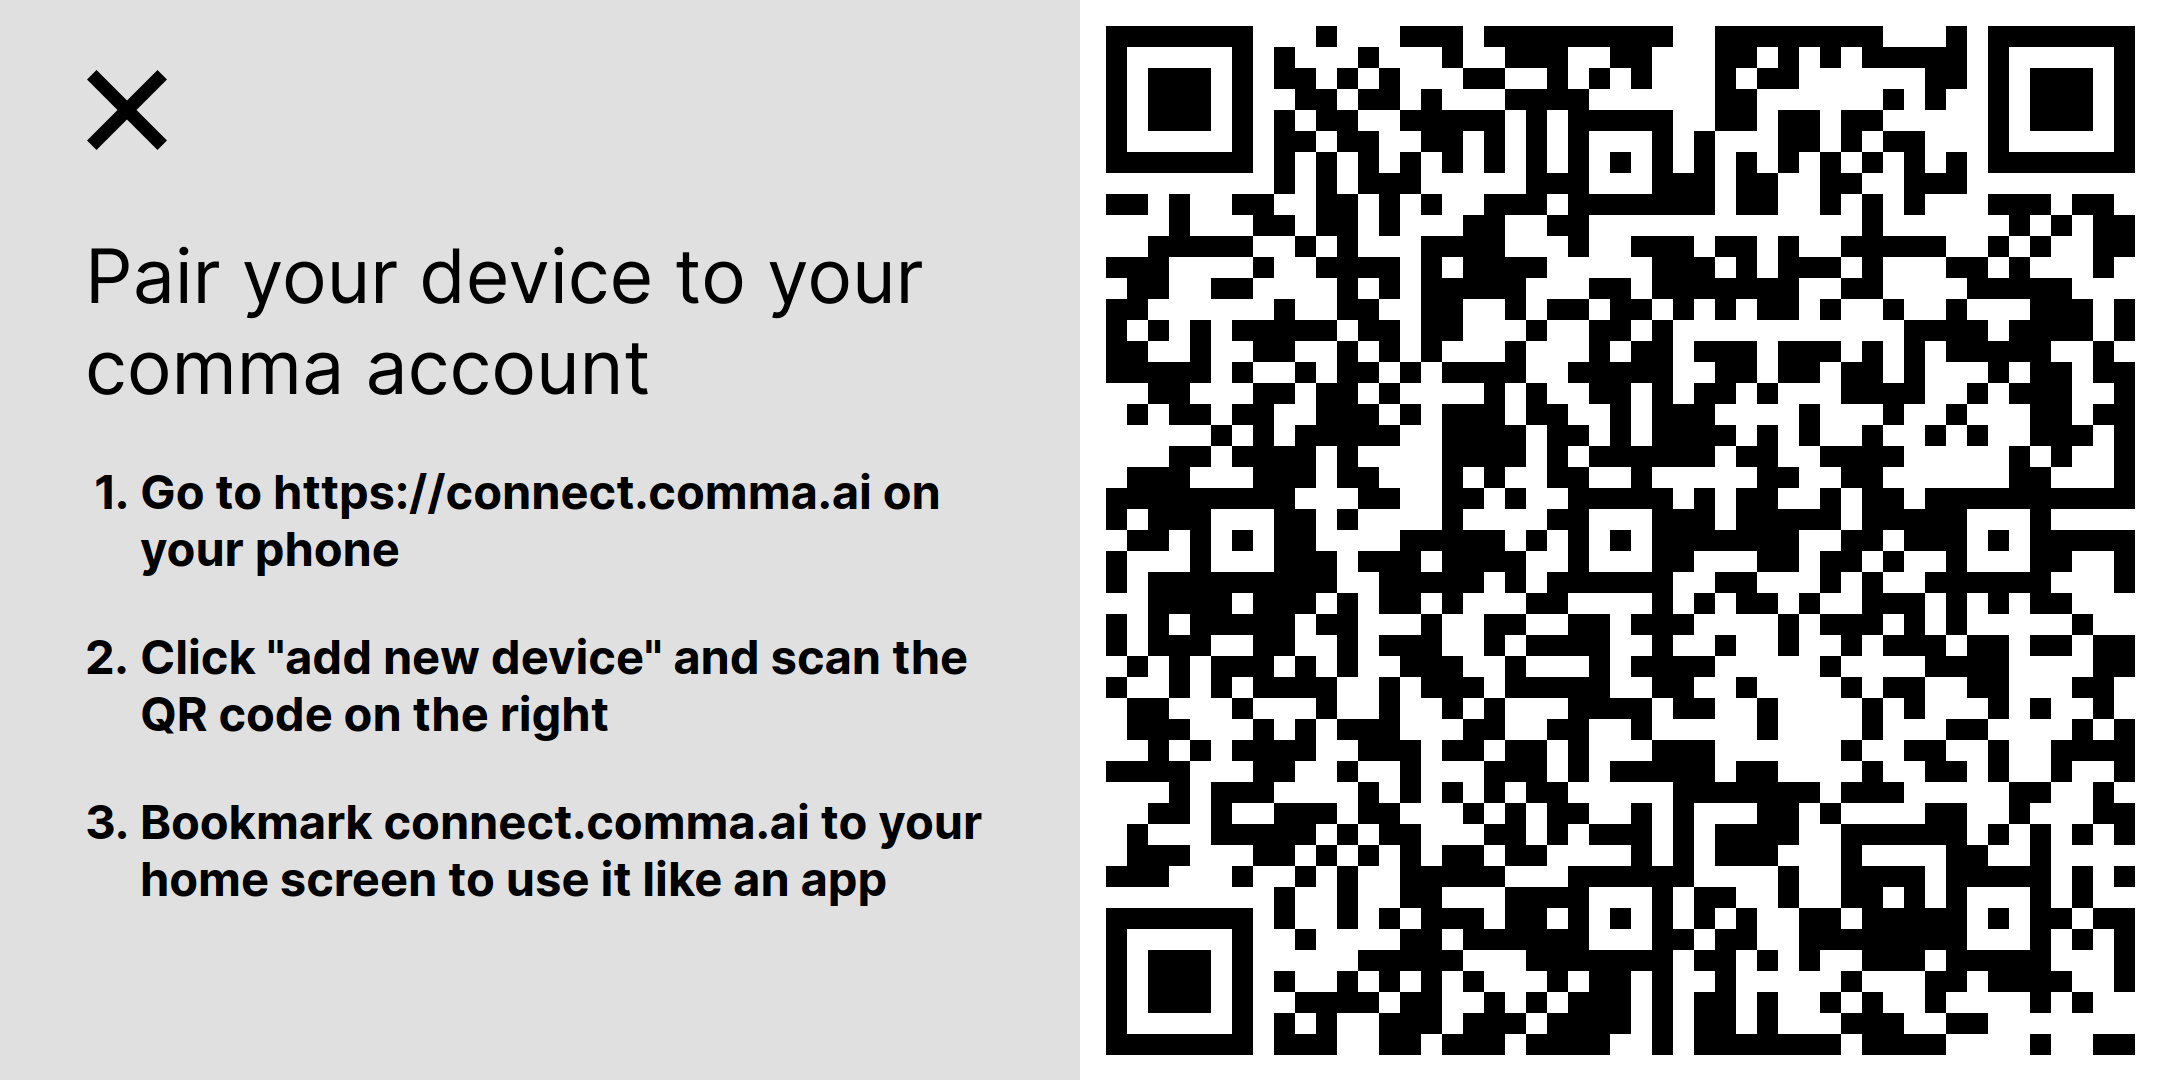 Pair your device to your
comma account
1. Go to https://connect.comma.ai on
your phone
2. Click "add new device" and scan the
QR code on the right
3. Bookmark connect.comma.ai to your
home screen to use it like an app